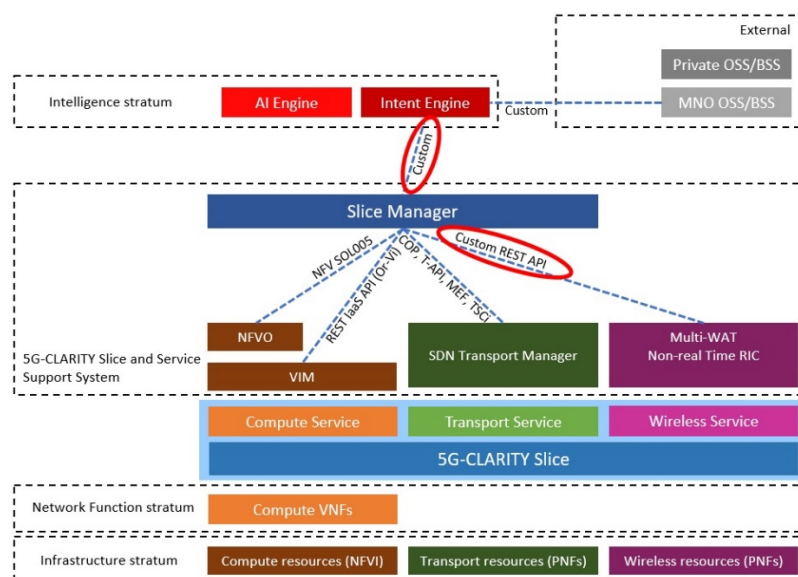 External
Private OSS/BSS
Intelligence stratum
AI Engine
Intent Engine
Custom
MNO OSS/BSS
Custom
Slice Manager
NFV SOL005
REST IaaS API (Or-Vi)
COP, T-API, MEF, TSCi
Custom REST API
NFVO
VIM
SDN Transport Manager
Multi-WAT
Non-real Time RIC
5G-CLARITY Slice and Service
Support System
Compute Service
Transport Service
Wireless Service
5G-CLARITY Slice
Network Function stratum
Compute VNFs
Infrastructure stratum
Compute resources (NFVI)
Transport resources (PNFs)
Wireless resources (PNFs)